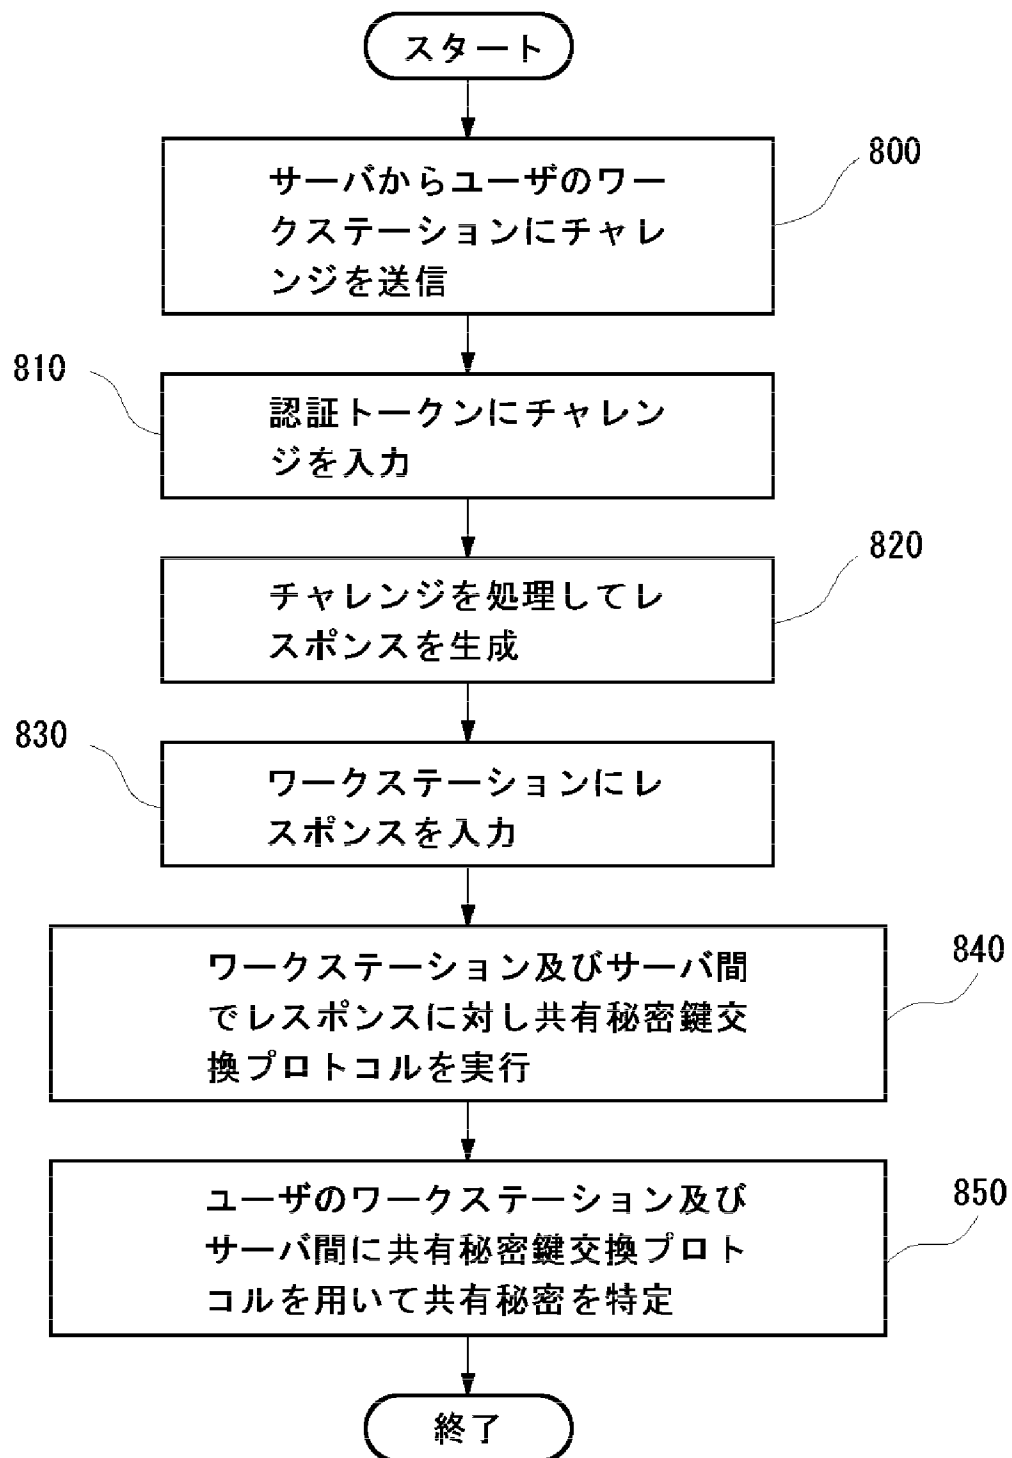 スタート
サーバからユーザのワー
クステーションにチャレ
ンジを送信
800
810
認証トークンにチャレン
ジを入力
820
チャレンジを処理してレ
スポンスを生成
830
ワークステーションにレ
スポンスを入力
ワークステーション及びサーバ間
でレスポンスに対し共有秘密鍵交
換プロトコルを実行
840
ユーザのワークステーション及び
サーバ間に共有秘密鍵交換プロト
コルを用いて共有秘密を特定
850
終了